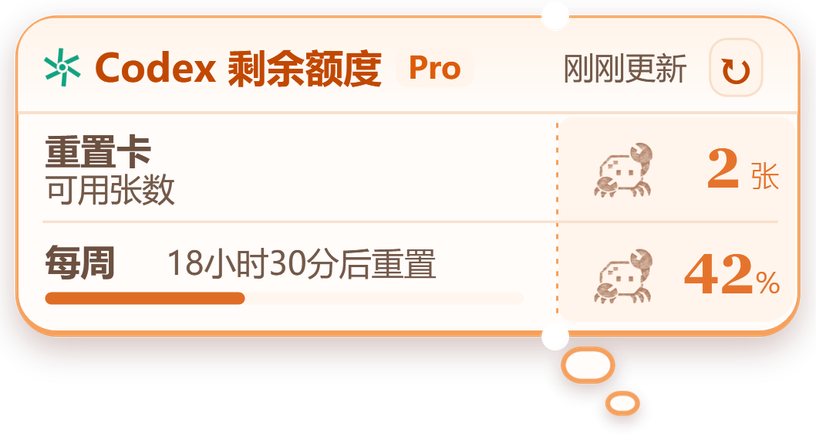 Codex 剩余额度 Pro 刚刚更新
重置卡
可用张数
2 张
每周 18小时30分后重置
42%